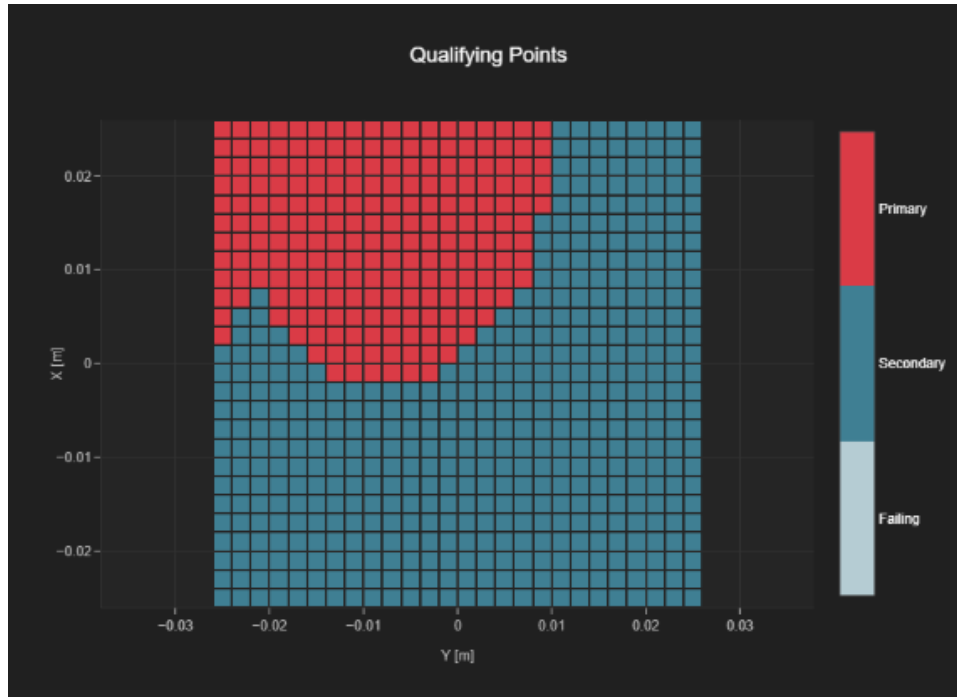 Qualifying Points
0.02
0.01
0
−0.01
−0.02
X [m]
−0.03
−0.02
−0.01
0
0.01
0.02
0.03
Y [m]
Primary
Secondary
Failing